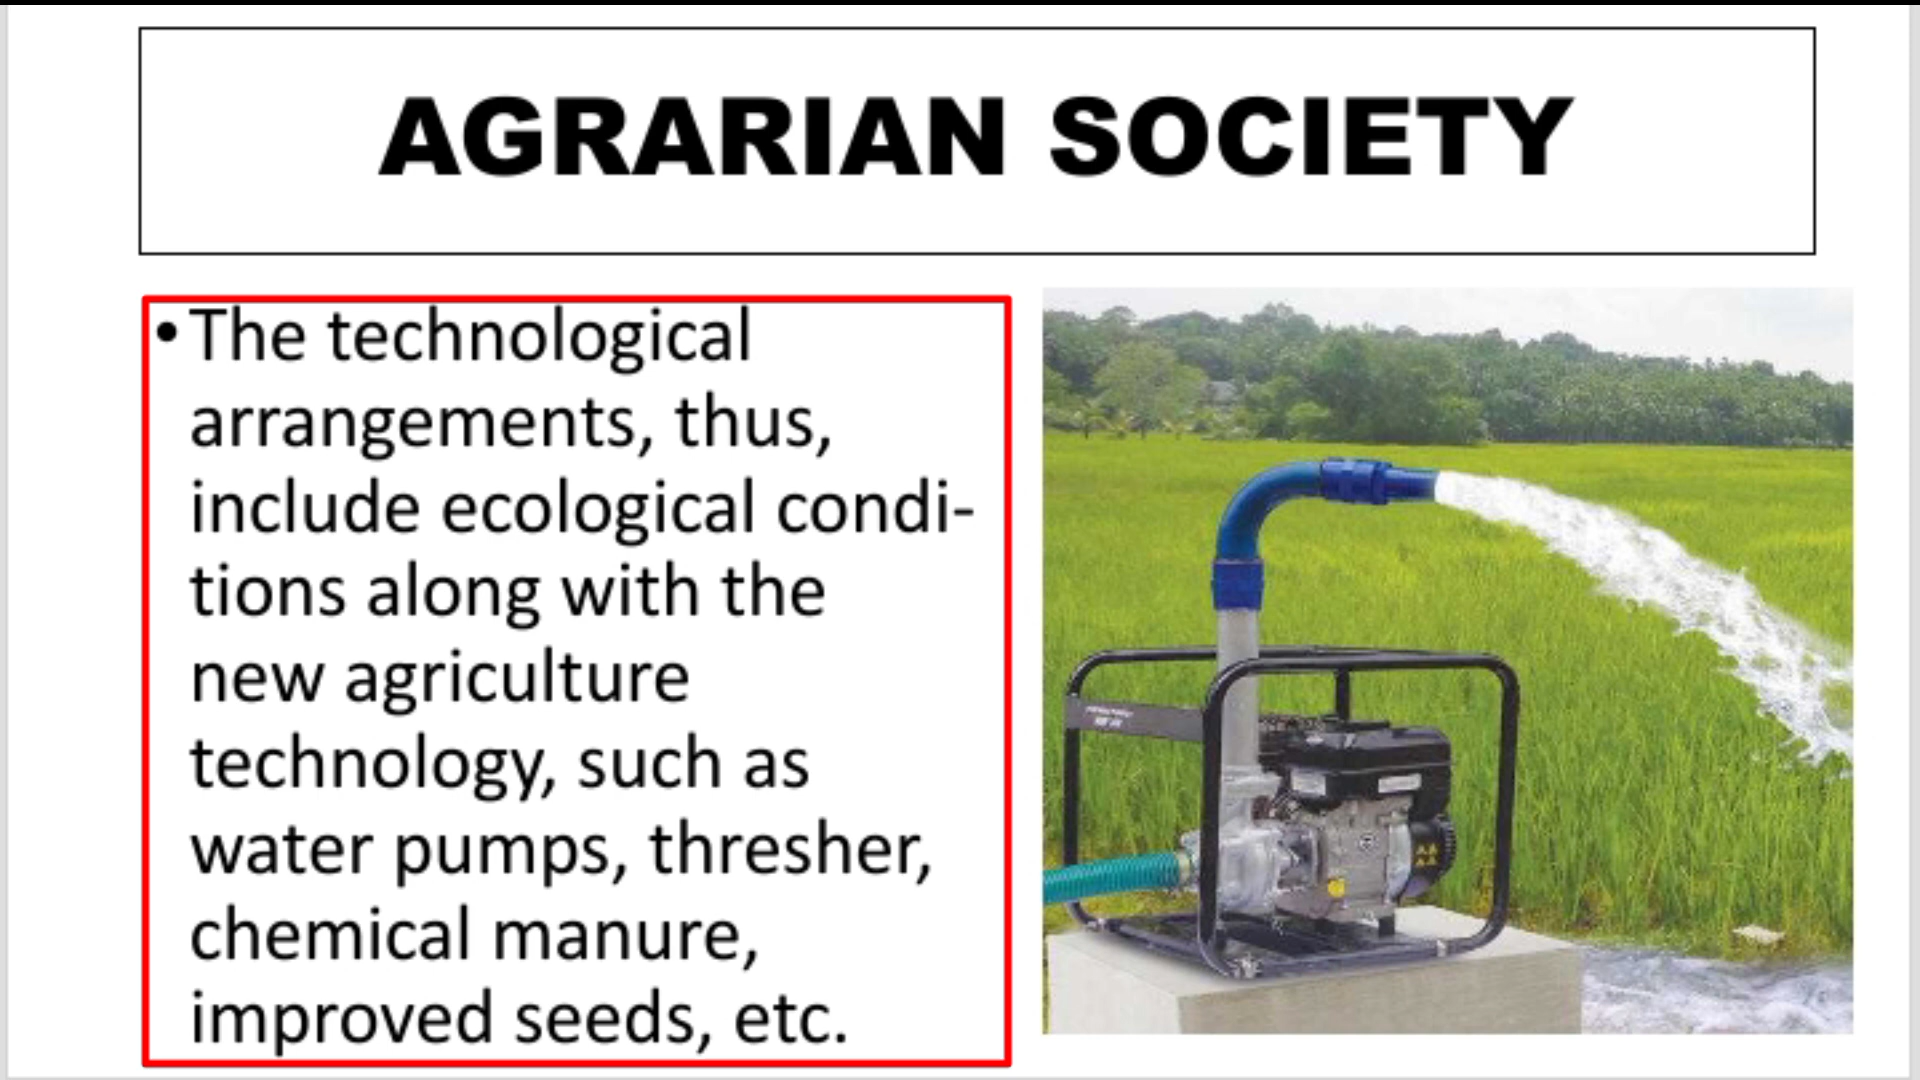 AGRARIAN SOCIETY
• The technological
arrangements, thus,
include ecological condi-
tions along with the
new agriculture
technology, such as
water pumps, thresher,
chemical manure,
improved seeds, etc.